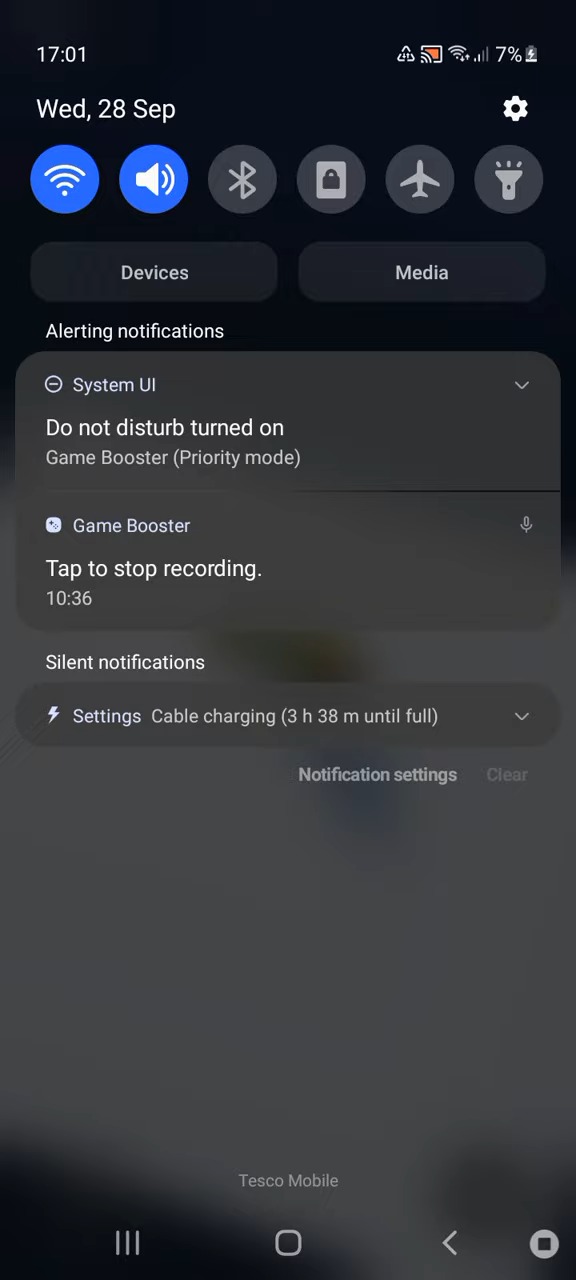 17:01
7%
Wed, 28 Sep
Devices
Media
Alerting notifications
System UI
Do not disturb turned on
Game Booster (Priority mode)
Game Booster
Tap to stop recording.
10:36
Silent notifications
Settings Cable charging (3 h 38 m until full)
Notification settings
Clear
Tesco Mobile